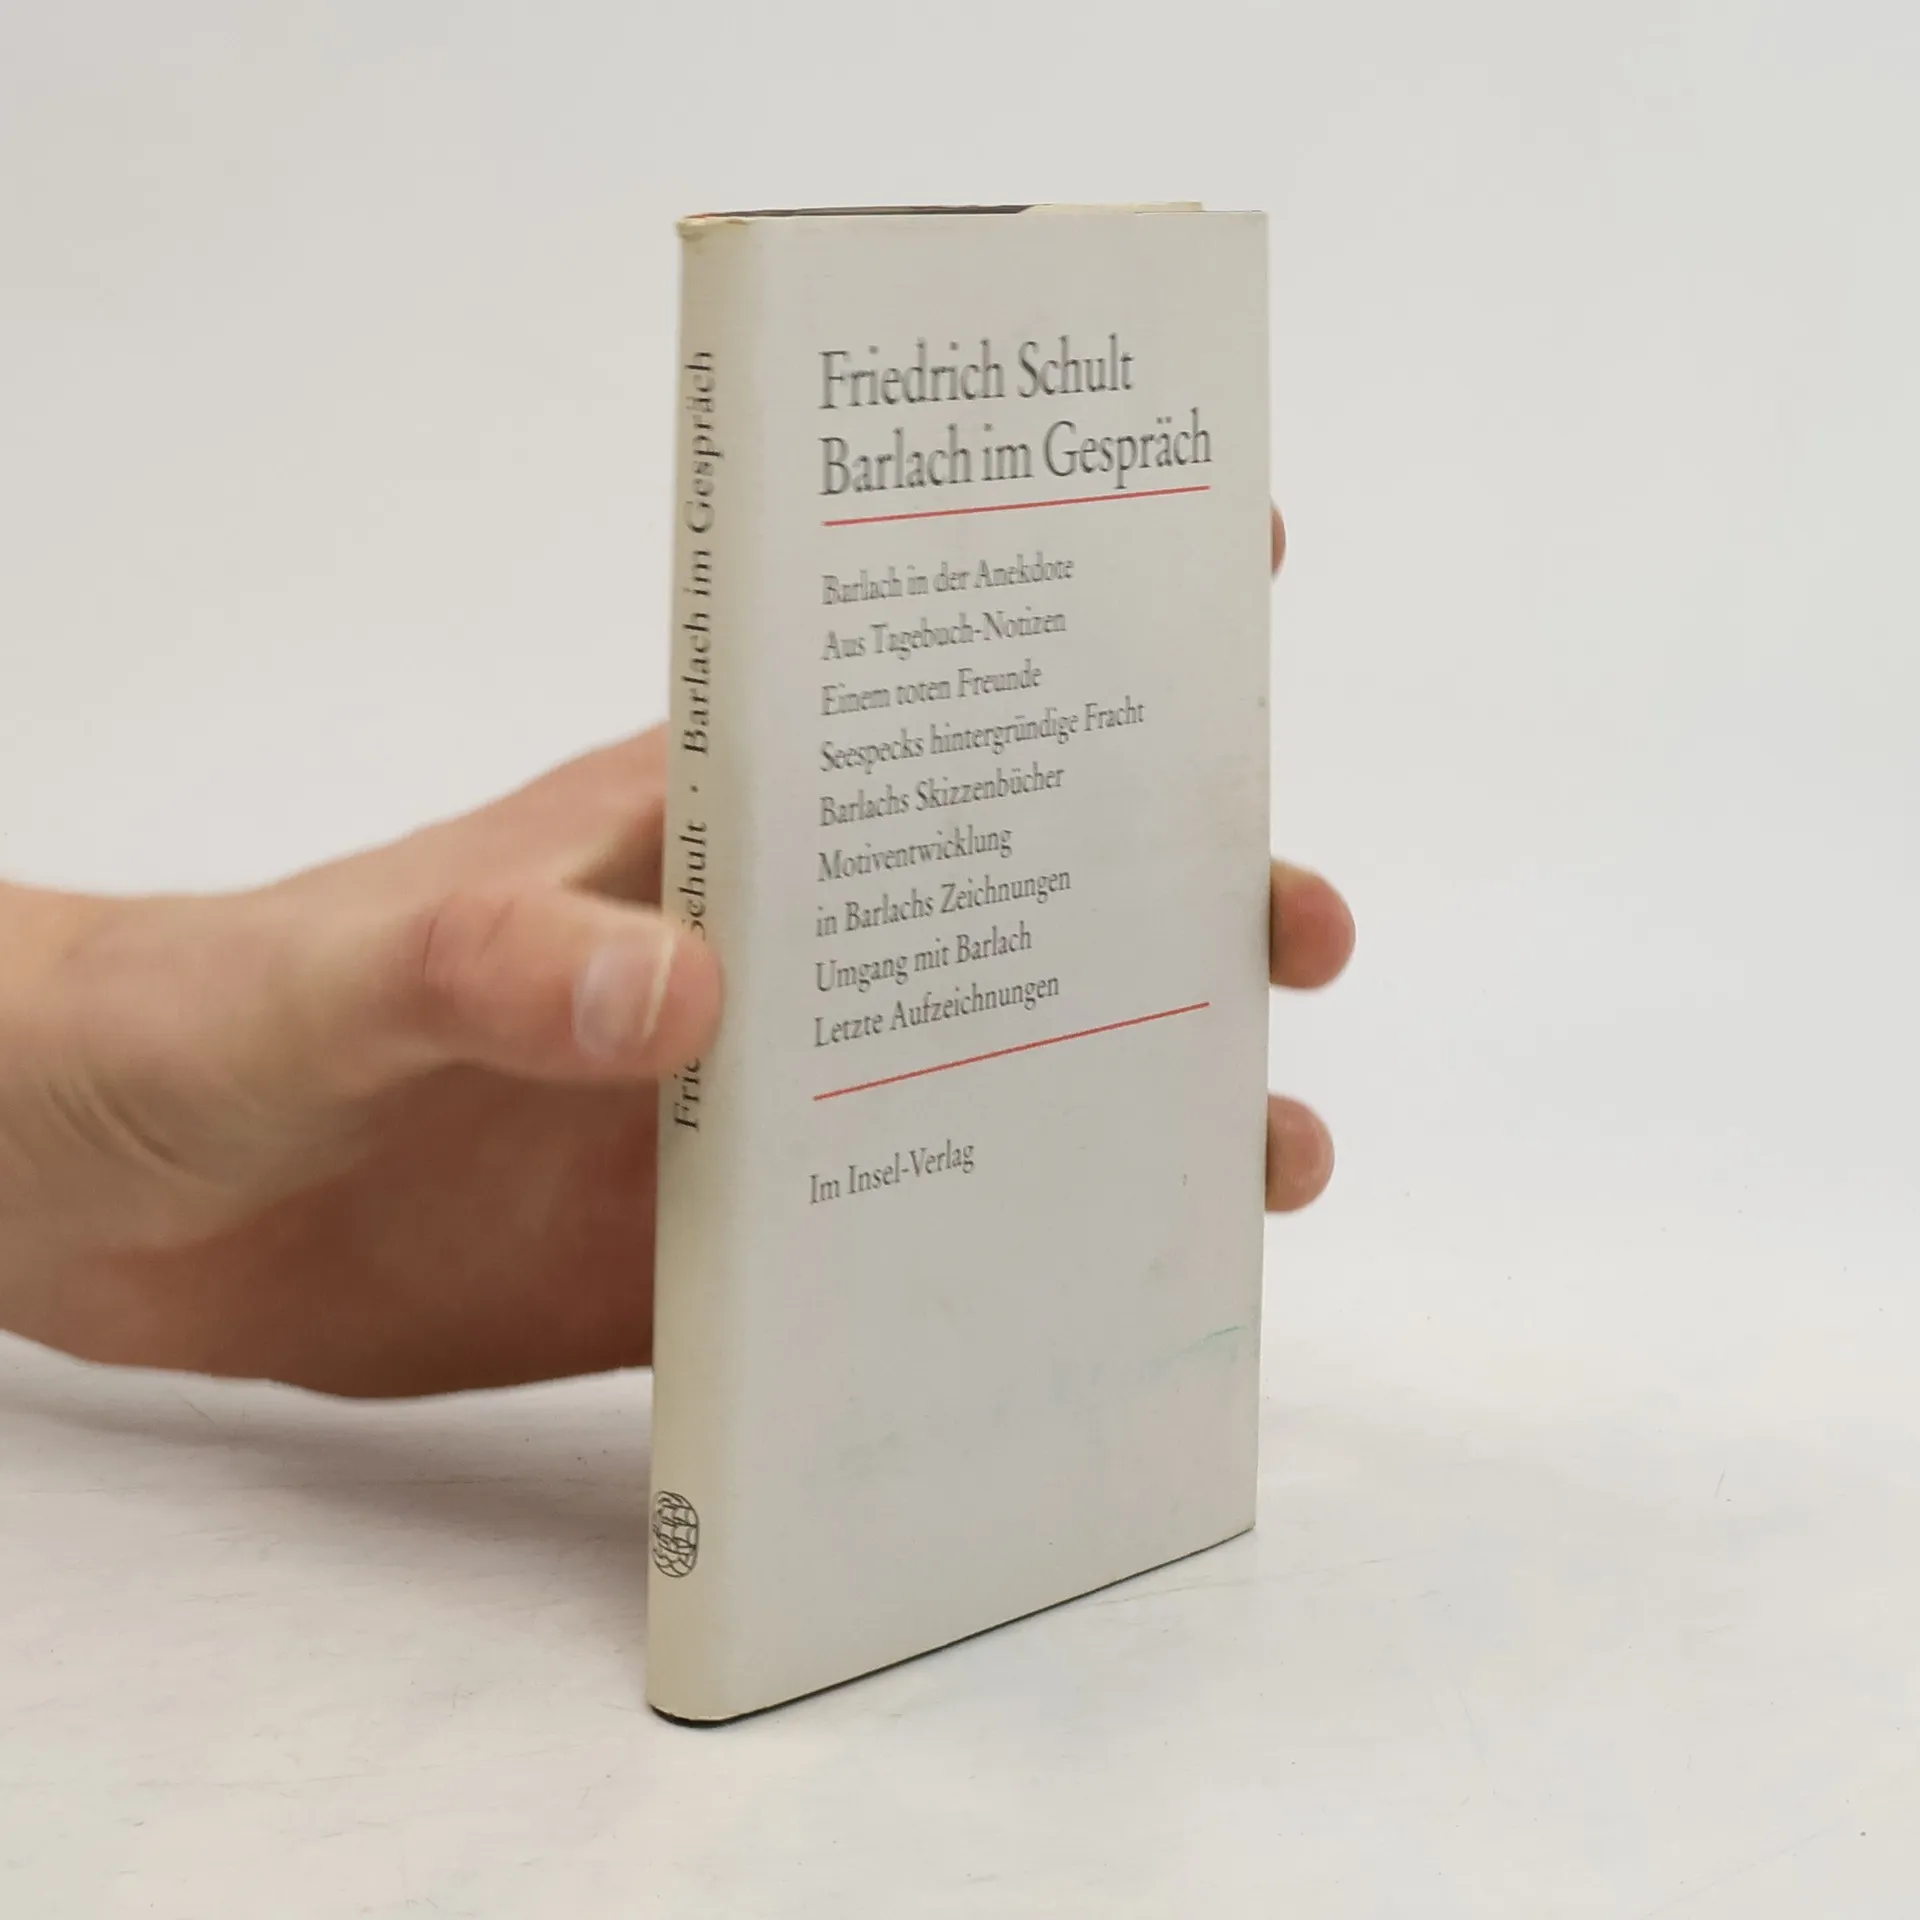 Friedrich Schult
Barlach im Gespräch
Barlach in der Anekdote
Aus Tagebuch-Notizen
Einem toten Freunde
Seespecks hintergründige Fracht
Barlachs Skizzenbücher
Motiventwicklung
in Barlachs Zeichnungen
Umgang mit Barlach
Letzte Aufzeichnungen
Im Insel-Verlag
Schult · Barlach im Gespräch